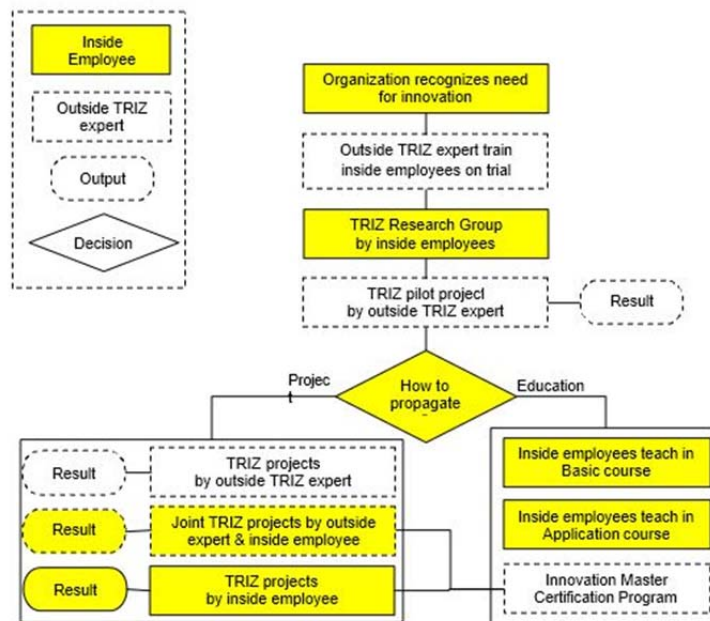 Inside
Employee
Outside TRIZ
expert
Output
Decision
Organization recognizes need
for innovation
Outside TRIZ expert train
inside employees on trial
TRIZ Research Group
by inside employees
TRIZ pilot project
by outside TRIZ expert
Result
Projec
t
How to
propagate
Education
Result
TRIZ projects
by outside TRIZ expert
Result
Joint TRIZ projects by outside
expert & inside employee
Result
TRIZ projects
by inside employee
Inside employees teach in
Basic course
Inside employees teach in
Application course
Innovation Master
Certification Program